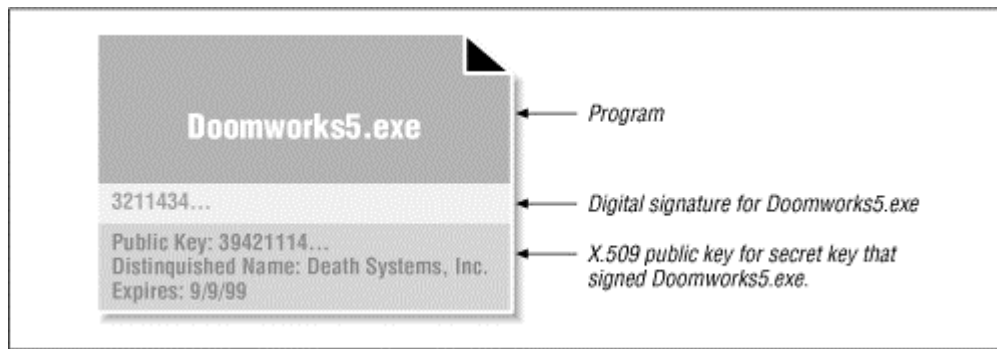 Doomworks5.exe
Program
3211434...
Digital signature for Doomworks5.exe
Public Key: 39421114...
Distinquished Name: Death Systems, Inc.
Expires: 9/9/99
X.509 public key for secret key that
signed Doomworks5.exe.